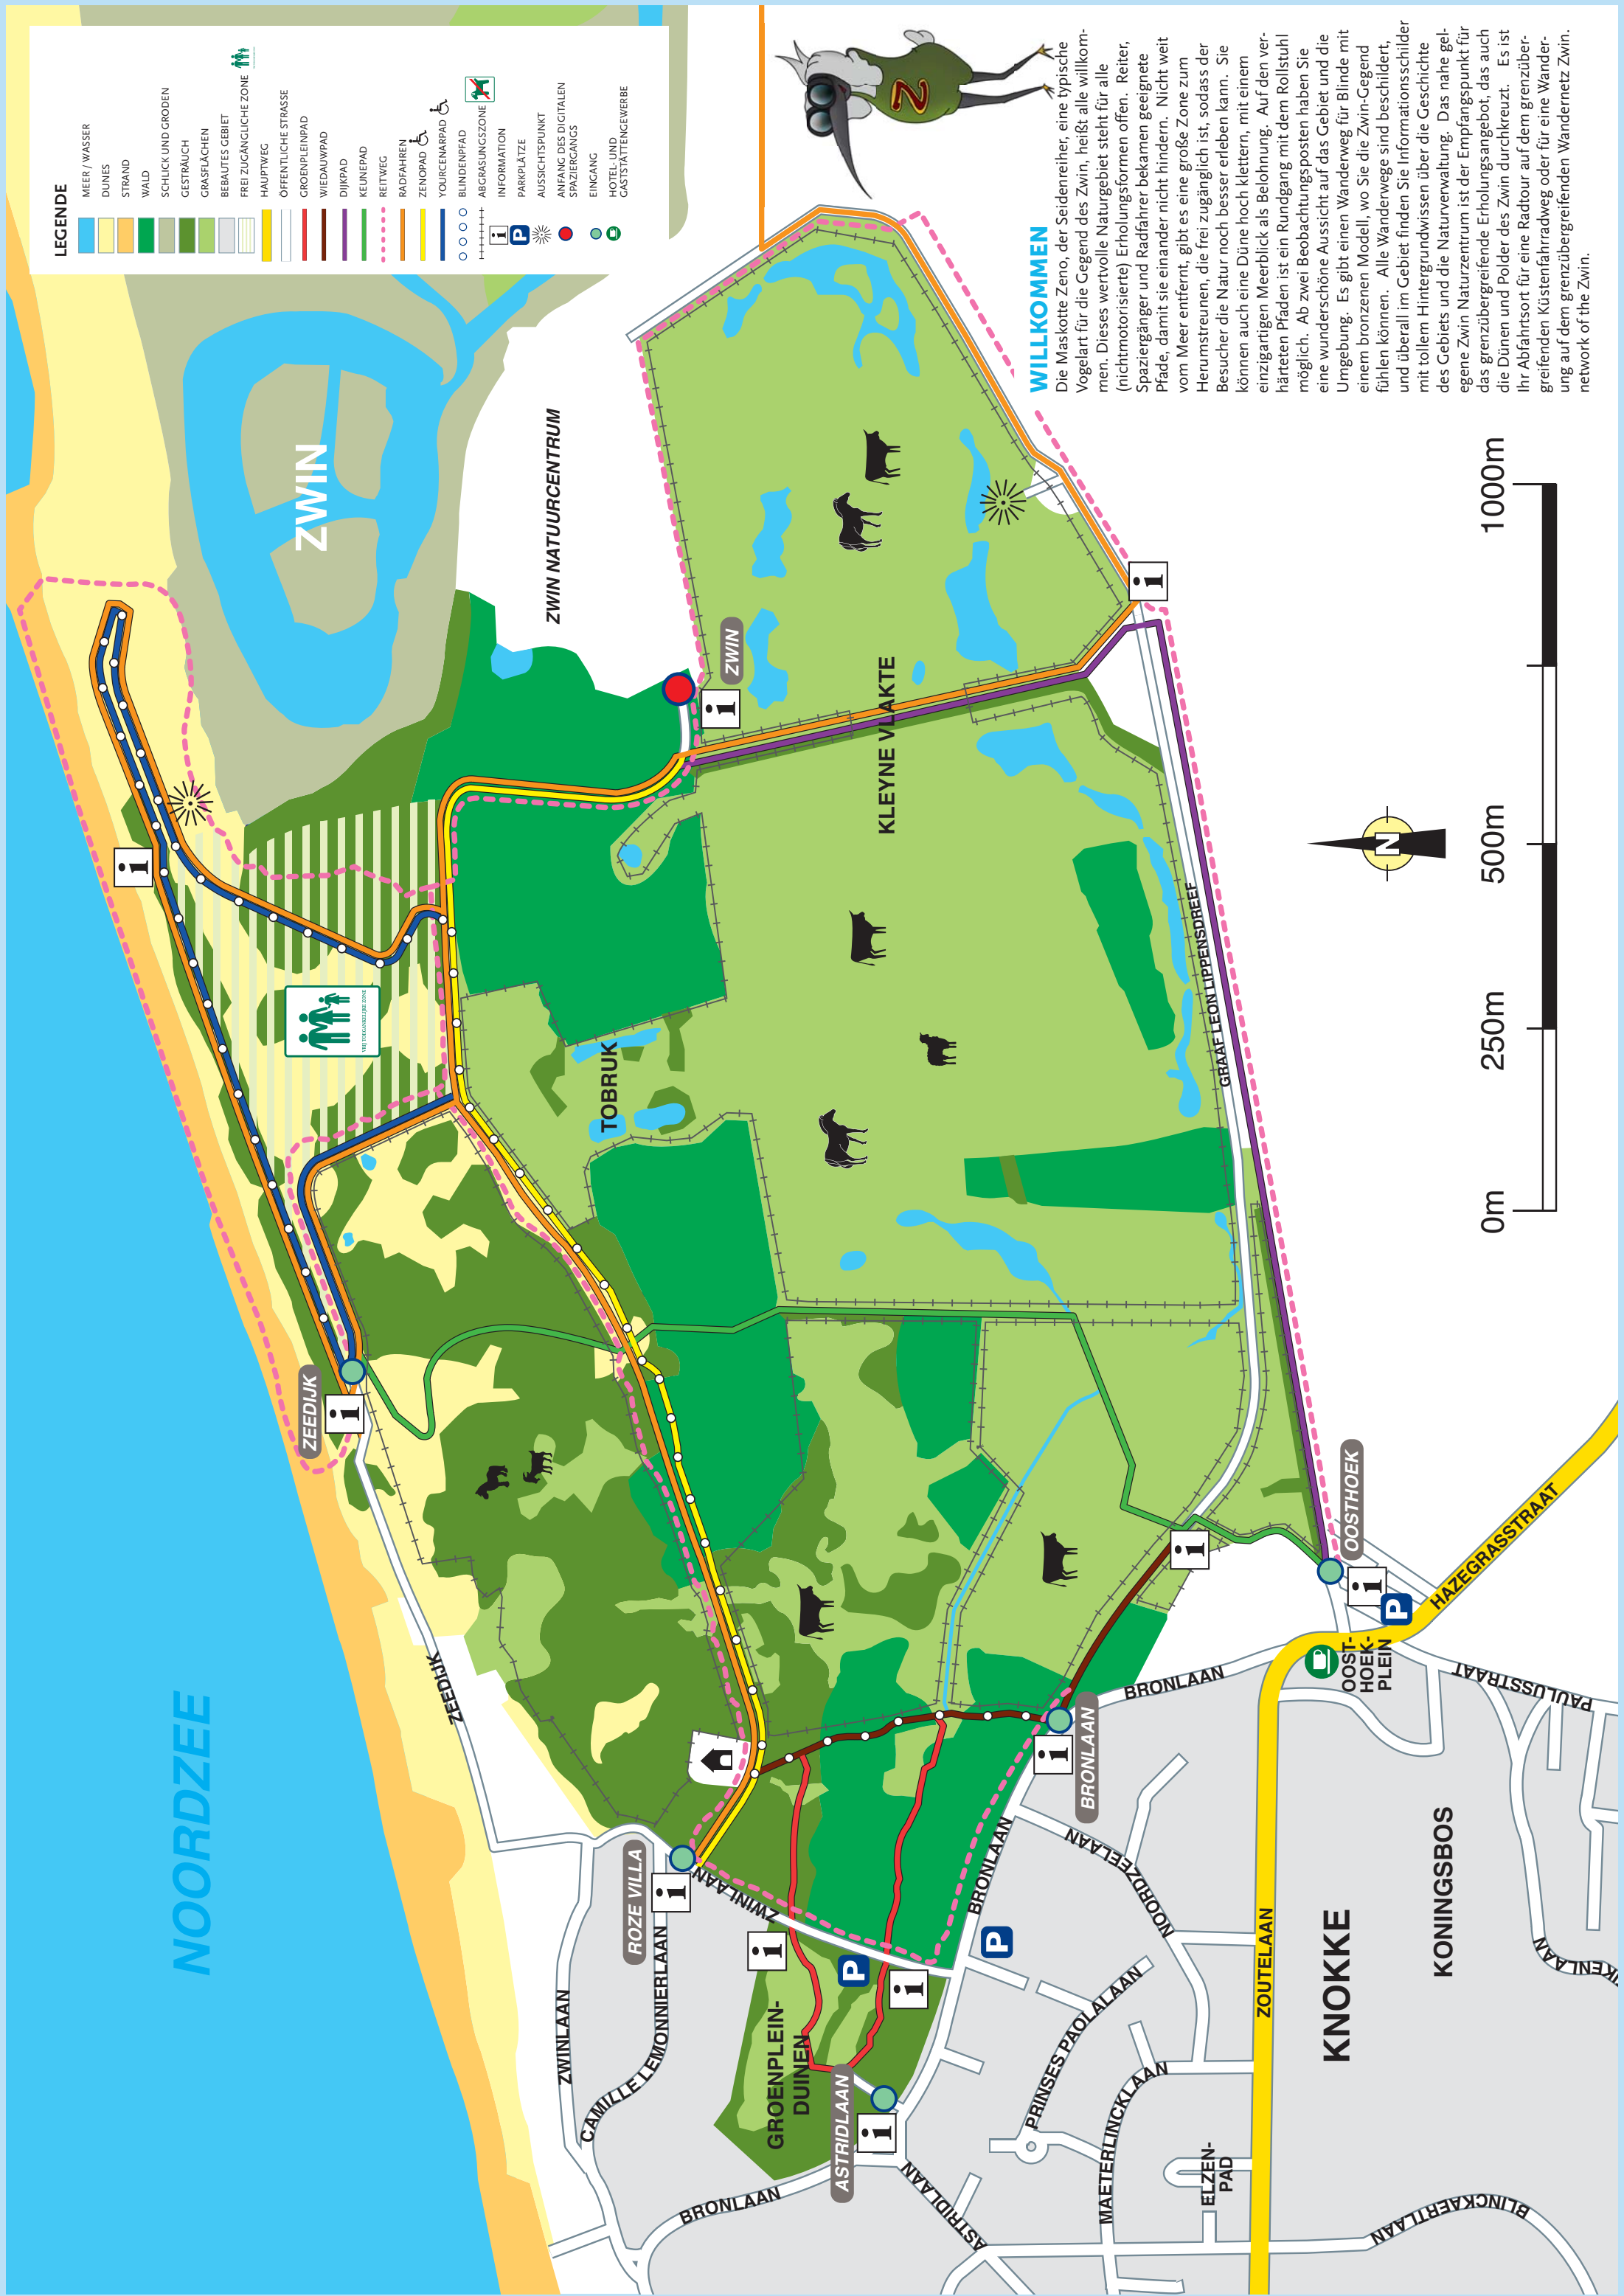 LEGENDE
MEER / WASSER
DUNES
STRAND
WALD
SCHLICK UND GRODEN
GESTRÄUCH
GRASFLÄCHEN
BEBAUTES GEBIET
FREI ZUGÄNGLICHE ZONE
HAUPTWEG
ÖFFENTLICHE STRASSE
GROENPLEINPAD
WIEDAUWPAD
DIJKPAD
KEUNEPAD
REITWEG
RADFAHREN
ZENOPAD
YOURCENARPAD
BLINDENPFAD
ABGRASUNGSZONE
i INFORMATION
P PARKPLÄTZE
AUSSICHTSPUNKT
ANFANG DES DIGITALEN
SPAZIERGANGS
EINGANG
HOTEL- UND
GASTSTÄTTENGEWERBE
NOORDZEE
ZWIN
ZWIN NATUURCENTRUM
VRIJ TOEGANKELIJKE ZONE
i
ZEEDIJK
i
ZEEDIJK
TOBRUK
ZWIN
i
KLEYNE VLAKTE
i
GRAAF LEON LIPPENSDREEF
ROZE VILLA
i
ZWINLAAN
ZWINLAAN
CAMILLE LEMONNIERLAAN
i
P
i
GROENPLEIN-
DUINEN
ASTRIDLAAN
i
BRONLAAN
ASTRIDLAAN
BRONLAAN
P
BRONLAAN
i
BRONLAAN
i
NOORDZEELAAN
PRINSES PAOLALAAN
MAETERLINCKLAAN
ELZEN-
PAD
ZOUTELAAN
BLINCKAERTLAAN
KNOKKE
KONINGSBOS
OOSTHOEK
i
P
OOST-
HOEK-
PLEIN
HAZEGRASSTRAAT
PAULUSSTRAAT
N
0m
250m
500m
1000m
Z
WILLKOMMEN
Die Maskotte Zeno, der Seidenreiher, eine typische
Vogelart für die Gegend des Zwin, heißt alle willkom-
men. Dieses wertvolle Naturgebiet steht für alle
(nichtmotorisierte) Erholungsformen offen. Reiter,
Spaziergänger und Radfahrer bekamen geeignete
Pfade, damit sie einander nicht hindern. Nicht weit
vom Meer entfernt, gibt es eine große Zone zum
Herumstreunen, die frei zugänglich ist, sodass der
Besucher die Natur noch besser erleben kann. Sie
können auch eine Düne hoch klettern, mit einem
einzigartigen Meerblick als Belohnung. Auf den ver-
härteten Pfaden ist ein Rundgang mit dem Rollstuhl
möglich. Ab zwei Beobachtungsposten haben Sie
eine wunderschöne Aussicht auf das Gebiet und die
Umgebung. Es gibt einen Wanderweg für Blinde mit
einem bronzenen Modell, wo Sie die Zwin-Gegend
fühlen können. Alle Wanderwege sind beschildert,
und überall im Gebiet finden Sie Informationsschilder
mit tollem Hintergrundwissen über die Geschichte
des Gebiets und die Naturverwaltung. Das nahe gel-
egene Zwin Naturzentrum ist der Empfangspunkt für
das grenzübergreifende Erholungsangebot, das auch
die Dünen und Polder des Zwin durchkreuzt. Es ist
Ihr Abfahrtsort für eine Radtour auf dem grenzüber-
greifenden Küstenfahrradweg oder für eine Wander-
ung auf dem grenzübergreifenden Wandernetz Zwin.
network of the Zwin.